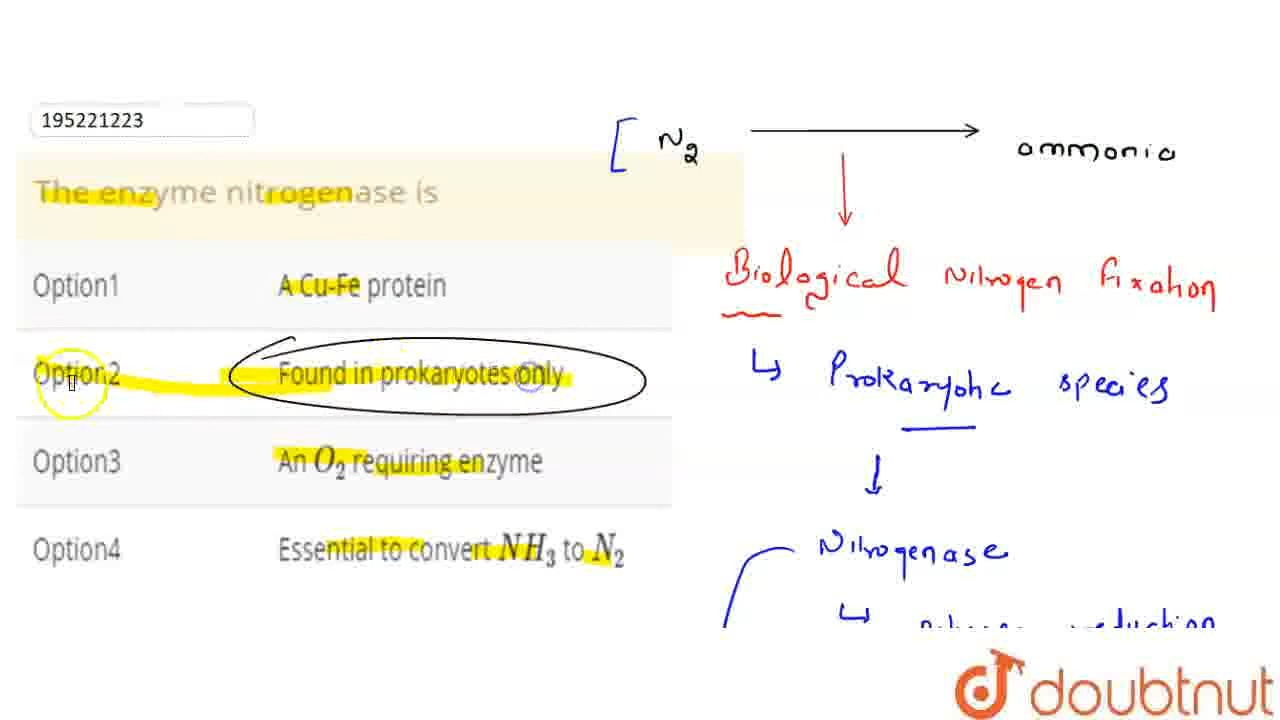 195221223
The enzyme nitrogenase is
Option1 A Cu-Fe protein
Option2 Found in prokaryotes only
Option3 An O₂ requiring enzyme
Option4 Essential to convert NH₃ to N₂
N₂ ammonia
Biological Nitrogen Fixation
Prokaryotic species
Nitrogenase
doubtnut